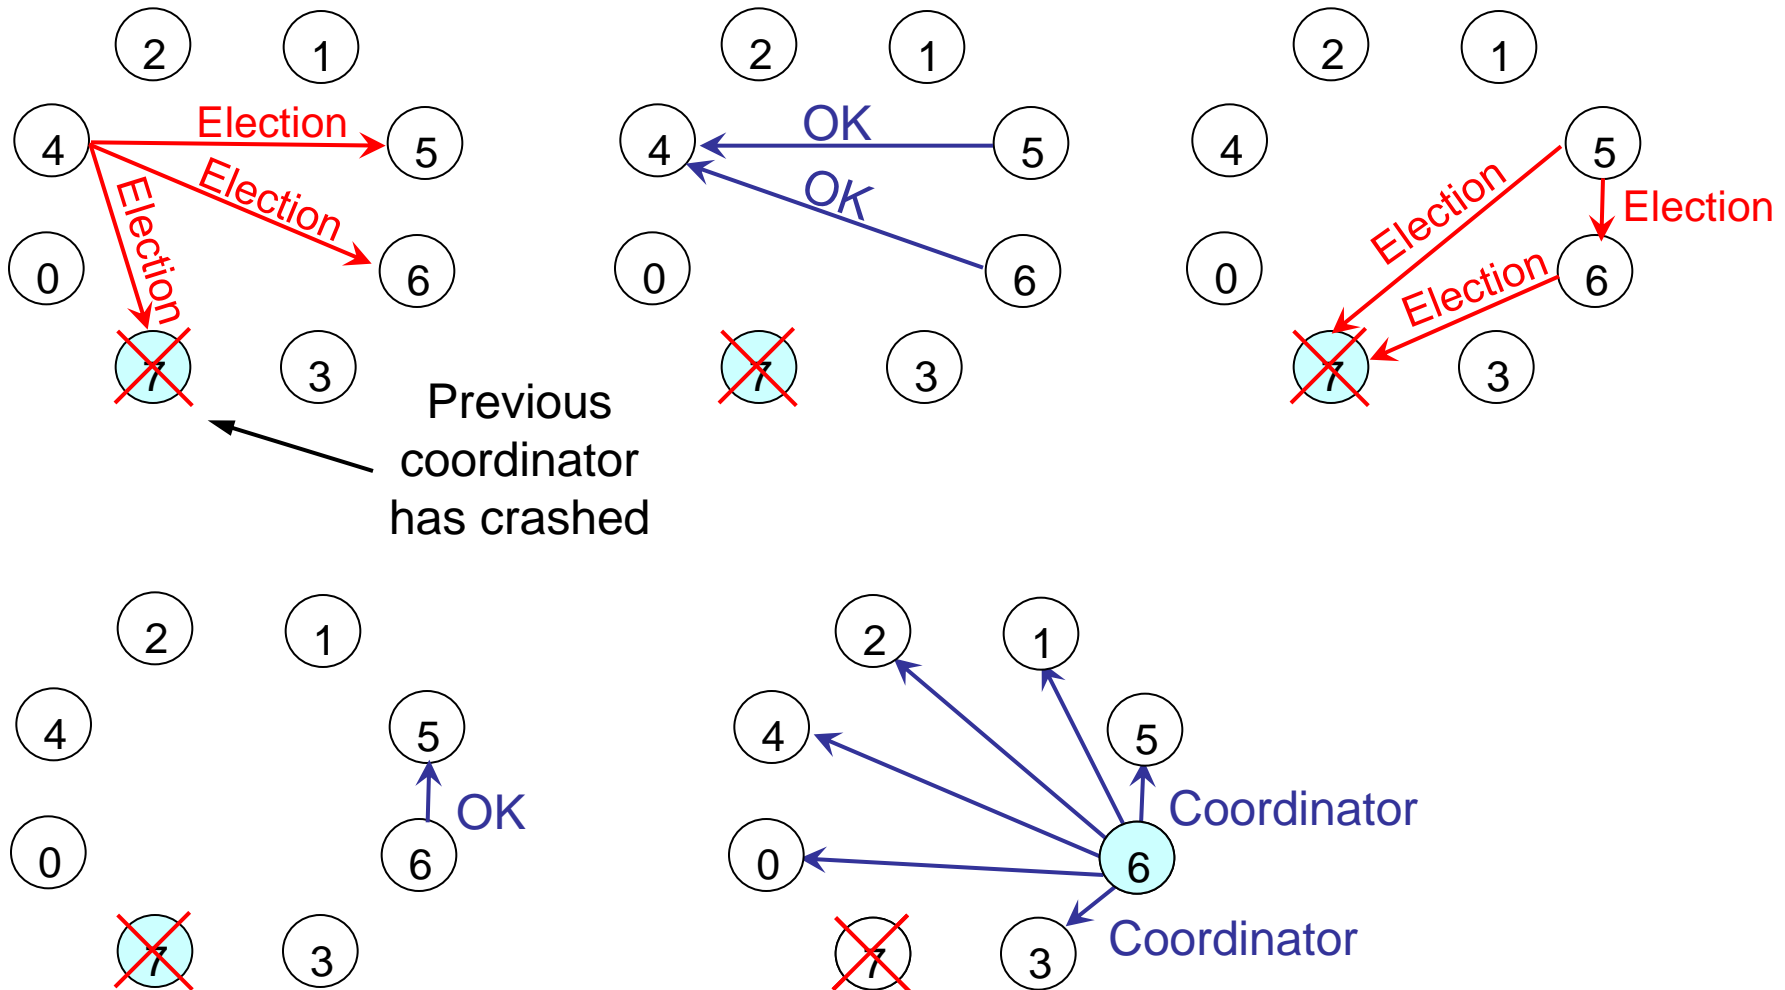 2 1
4 Election 5
Election
Election
0 6
7 3
Previous
coordinator
has crashed
2 1
4 OK 5
OK
0 6
7 3
2 1
4 5
Election
Election
0 Election 6
7 3
2 1
4 5
OK
0 6
7 3
2 1
4 5
Coordinator
0 6
Coordinator
7 3